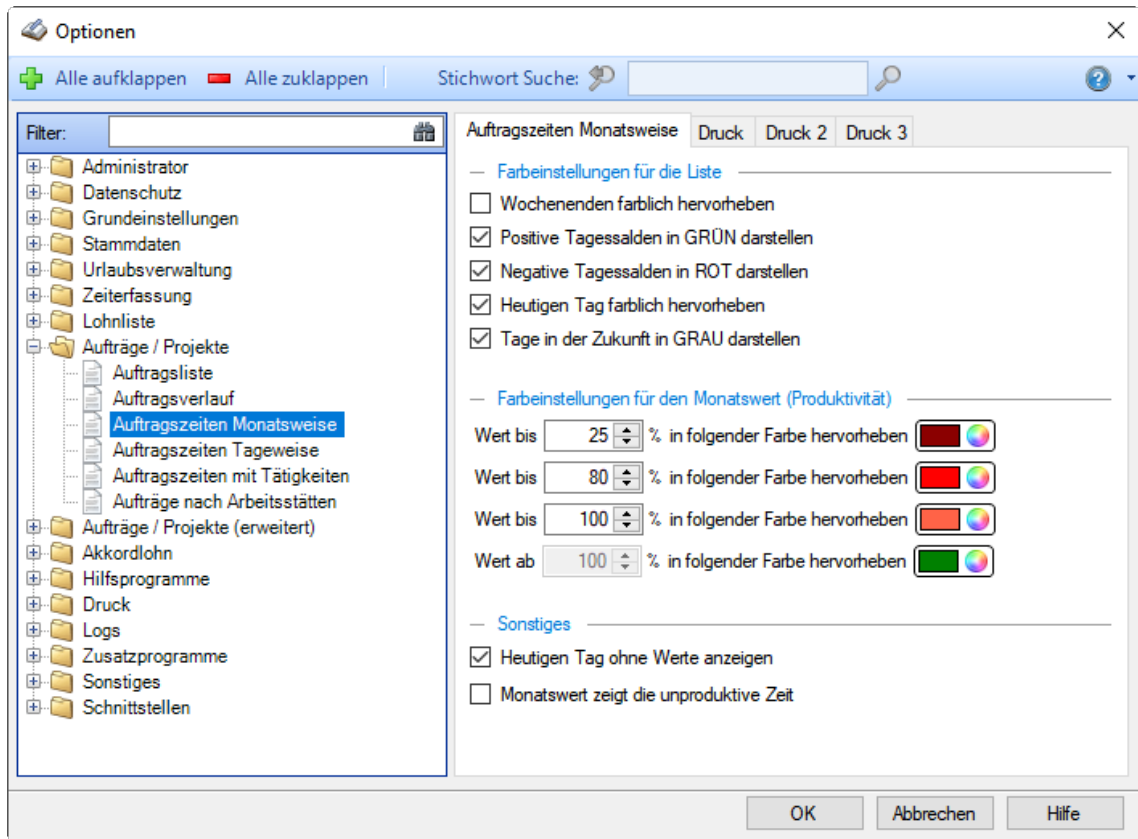 Optionen
Alle aufklappen Alle zuklappen Stichwort Suche:
Filter:
Administrator
Datenschutz
Grundeinstellungen
Stammdaten
Urlaubsverwaltung
Zeiterfassung
Lohnliste
Aufträge / Projekte
Auftragsliste
Auftragsverlauf
Auftragszeiten Monatsweise
Auftragszeiten Tageweise
Auftragszeiten mit Tätigkeiten
Aufträge nach Arbeitsstätten
Aufträge / Projekte (erweitert)
Akkordlohn
Hilfsprogramme
Druck
Logs
Zusatzprogramme
Sonstiges
Schnittstellen
Auftragszeiten Monatsweise Druck Druck 2 Druck 3
Farbeinstellungen für die Liste
Wochenenden farblich hervorheben
Positive Tagessalden in GRÜN darstellen
Negative Tagessalden in ROT darstellen
Heutigen Tag farblich hervorheben
Tage in der Zukunft in GRAU darstellen
Farbeinstellungen für den Monatswert (Produktivität)
Wert bis 25 % in folgender Farbe hervorheben
Wert bis 80 % in folgender Farbe hervorheben
Wert bis 100 % in folgender Farbe hervorheben
Wert ab 100 % in folgender Farbe hervorheben
Sonstiges
Heutigen Tag ohne Werte anzeigen
Monatswert zeigt die unproduktive Zeit
OK Abbrechen Hilfe